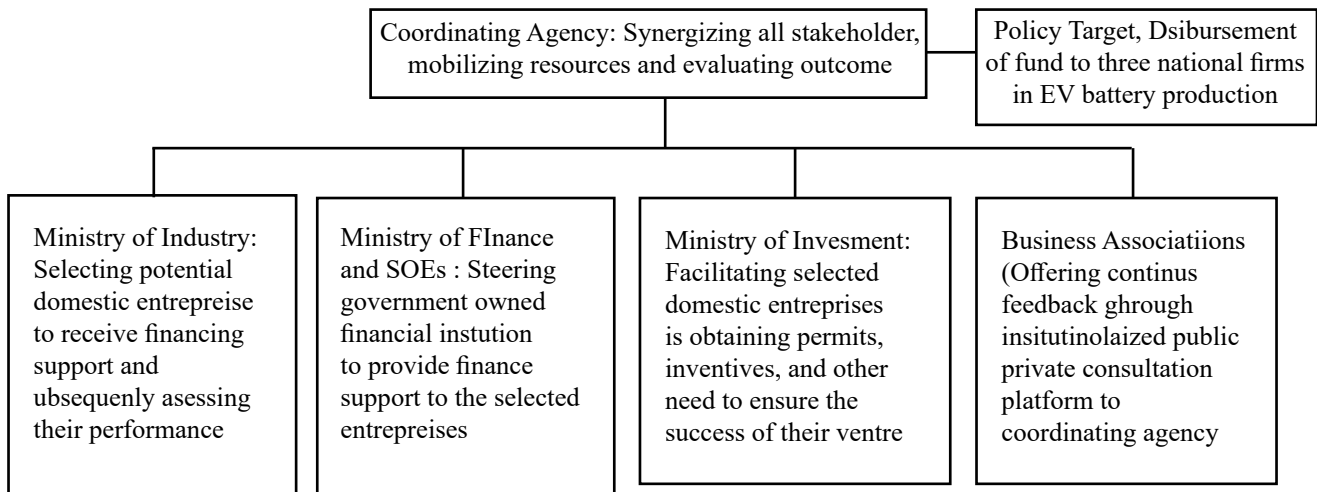 Coordinating Agency: Synergizing all stakeholder,
mobilizing resources and evaluating outcome
Policy Target, Dsibursement
of fund to three national firms
in EV battery production
Ministry of Industry:
Selecting potential
domestic entrepreise
to receive financing
support and
ubsequenly asessing
their performance
Ministry of FInance
and SOEs : Steering
government owned
financial instution
to provide finance
support to the selected
entrepreises
Ministry of Invesment:
Facilitating selected
domestic entreprises
is obtaining permits,
inventives, and other
need to ensure the
success of their ventre
Business Associatiions
(Offering continus
feedback ghrough
insitutinolaized public
private consultation
platform to
coordinating agency